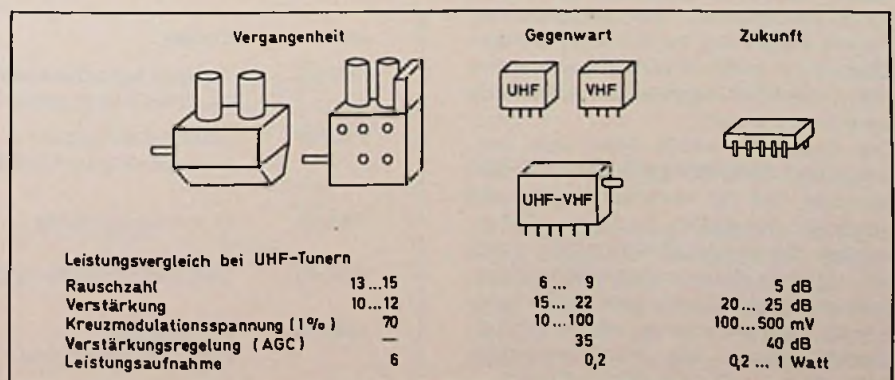 Vergangenheit Gegenwart Zukunft
UHF VHF
UHF-VHF
Leistungsvergleich bei UHF-Tunern
Rauschzahl 13...15 6... 9 5 dB
Verstärkung 10...12 15... 22 20... 25 dB
Kreuzmodulationsspannung (1%) 70 10...100 100...500 mV
Verstärkungsregelung (AGC) — 35 40 dB
Leistungsaufnahme 6 0,2 0,2 ... 1 Watt